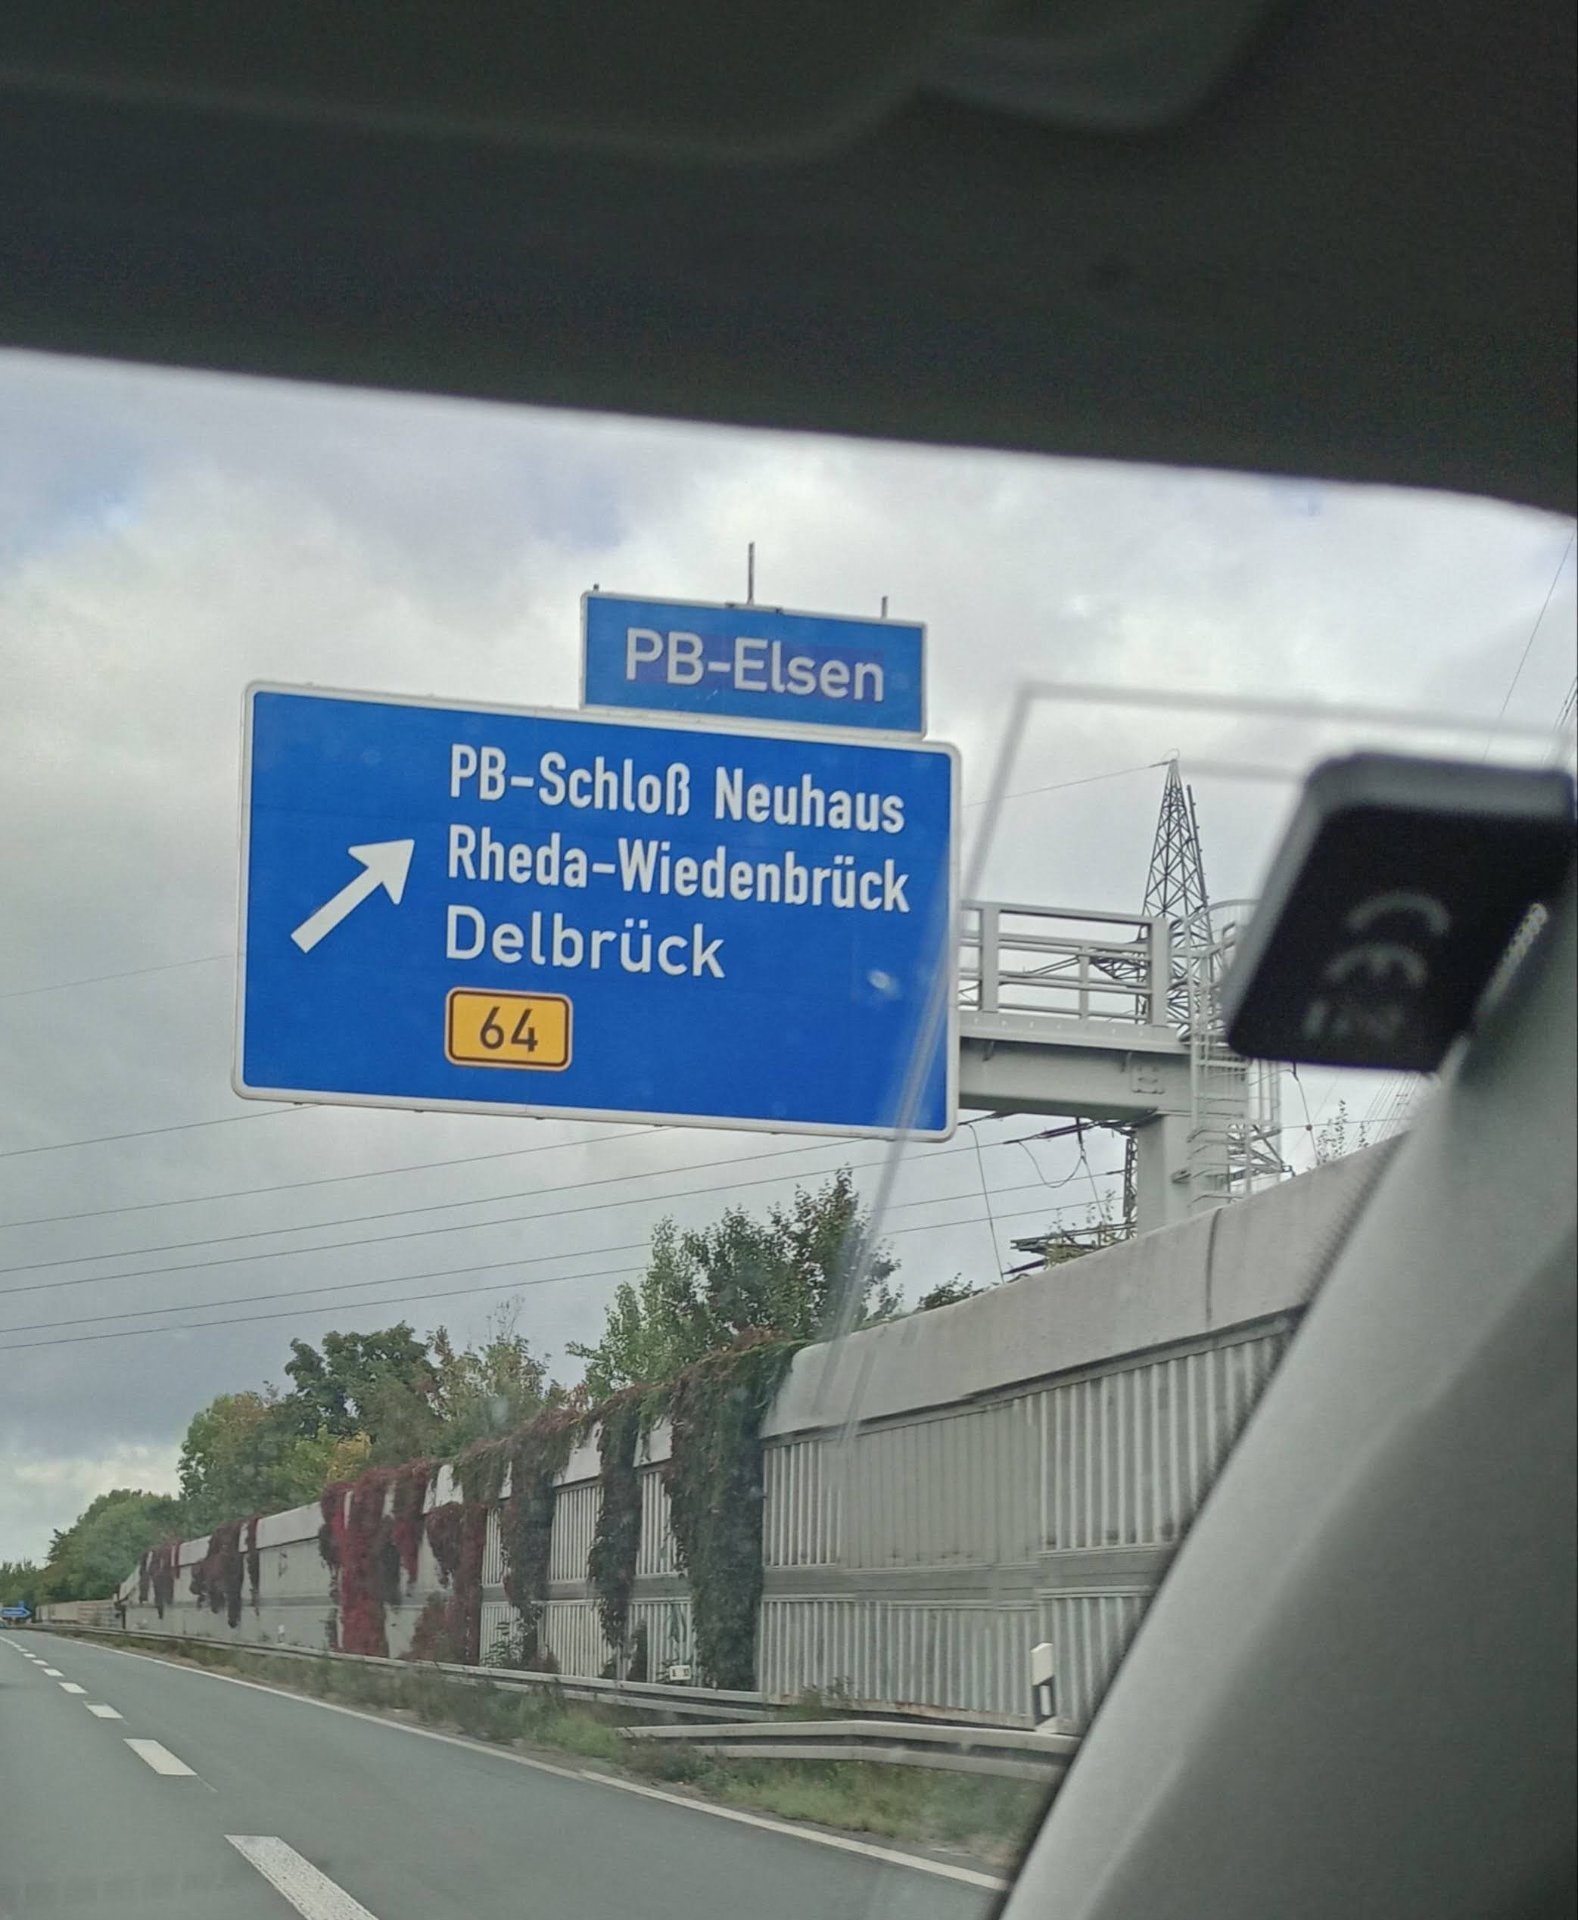 PB-Elsen
PB-Schloß Neuhaus
Rheda-Wiedenbrück
Delbrück
64